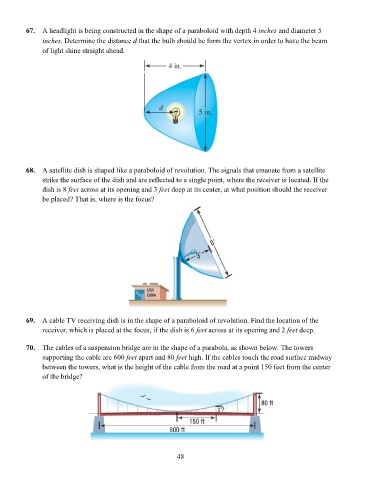 67. A headlight is being constructed in the shape of a paraboloid with depth 4 inches and diameter 5
inches. Determine the distance d that the bulb should be form the vertex in order to have the beam
of light shine straight ahead.
4 in.
d
5 in.
68. A satellite dish is shaped like a paraboloid of revolution. The signals that emanate from a satellite
strike the surface of the dish and are reflected to a single point, where the receiver is located. If the
dish is 8 feet across at its opening and 3 feet deep at its center, at what position should the receiver
be placed? That is, where is the focus?
8'
3'
Dish
Cable
69. A cable TV receiving dish is in the shape of a paraboloid of revolution. Find the location of the
receiver, which is placed at the focus, if the dish is 6 feet across at its opening and 2 feet deep.
70. The cables of a suspension bridge are in the shape of a parabola, as shown below. The towers
supporting the cable are 600 feet apart and 80 feet high. If the cables touch the road surface midway
between the towers, what is the height of the cable from the road at a point 150 feet from the center
of the bridge?
80 ft
??
150 ft
600 ft
48